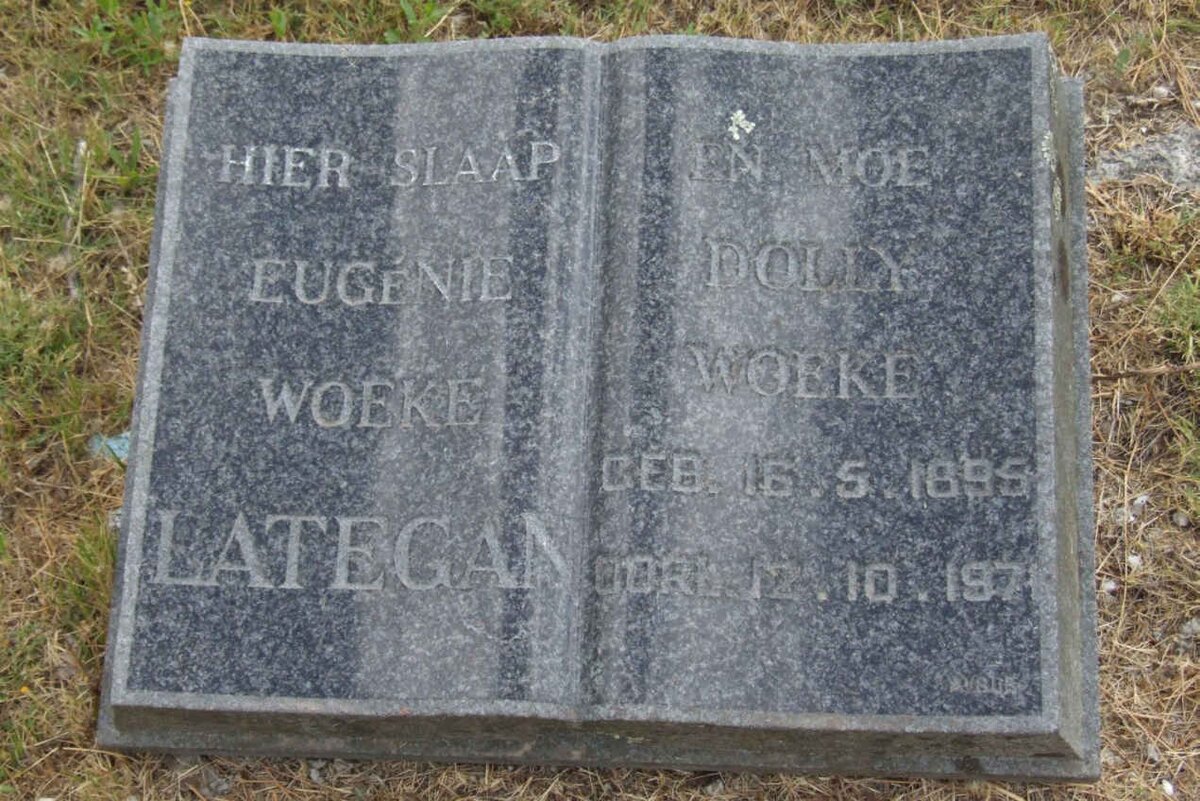 HIER SLAAP
EUGéNIE
WOEKE
LATEGAN
EN MOE
DOLLY
WOEKE
GEB. 16.5.1895
OORL. 12.10.197